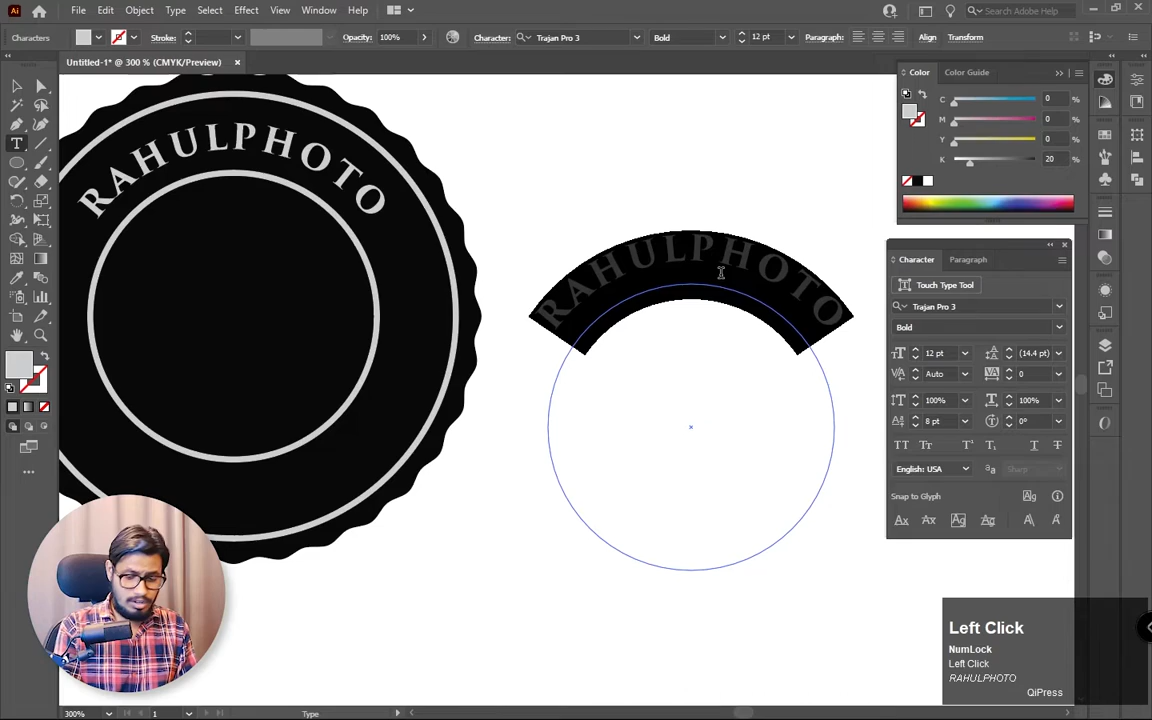 Ai File Edit Object Type Select Effect View Window Help Search Adobe Help
Characters Stroke: Opacity: 100% Character: Trajan Pro 3 Bold 12 pt Paragraph: Align Transform
Untitled-1* @ 300 % (CMYK/Preview)
Color Color Guide
C 0 %
M 0 %
Y 0 %
K 20 %
RAHULPHOTO
RAHULPHOTO
Character Paragraph
Touch Type Tool
Trajan Pro 3
Bold
12 pt (14.4 pt)
Auto 0
100% 100%
8 pt 0°
English: USA Sharp
Snap to Glyph
Left Click
NumLock
Left Click
RAHULPHOTO
QiPress
300% 1 Type